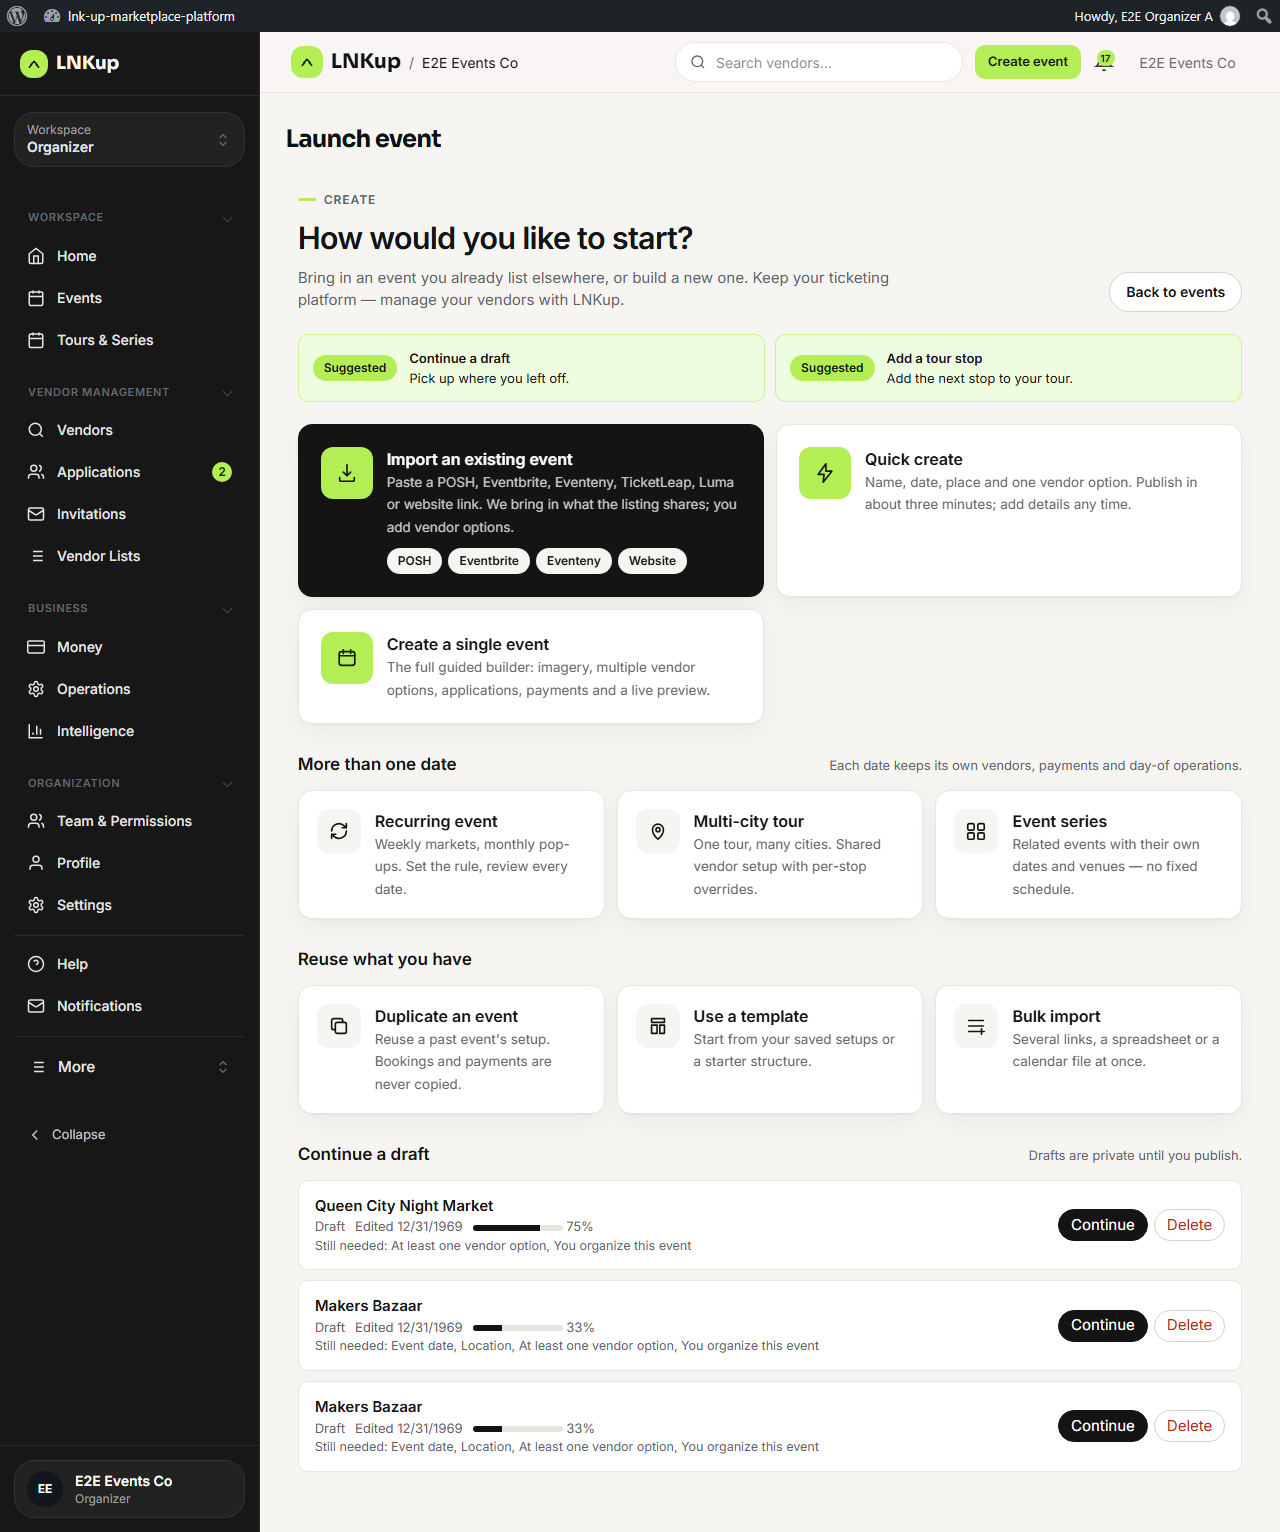 lnk-up-marketplace-platform
Howdy, E2E Organizer A
LNKup
Workspace
Organizer
WORKSPACE
Home
Events
Tours & Series
VENDOR MANAGEMENT
Vendors
Applications
2
Invitations
Vendor Lists
BUSINESS
Money
Operations
Intelligence
ORGANIZATION
Team & Permissions
Profile
Settings
Help
Notifications
More
Collapse
EE
E2E Events Co
Organizer
LNKup / E2E Events Co
Search vendors...
Create event
17
E2E Events Co
Launch event
CREATE
How would you like to start?
Bring in an event you already list elsewhere, or build a new one. Keep your ticketing
platform — manage your vendors with LNKup.
Back to events
Suggested
Continue a draft
Pick up where you left off.
Suggested
Add a tour stop
Add the next stop to your tour.
Import an existing event
Paste a POSH, Eventbrite, Eventeny, TicketLeap, Luma
or website link. We bring in what the listing shares; you
add vendor options.
POSH
Eventbrite
Eventeny
Website
Quick create
Name, date, place and one vendor option. Publish in
about three minutes; add details any time.
Create a single event
The full guided builder: imagery, multiple vendor
options, applications, payments and a live preview.
More than one date
Each date keeps its own vendors, payments and day-of operations.
Recurring event
Weekly markets, monthly pop-
ups. Set the rule, review every
date.
Multi-city tour
One tour, many cities. Shared
vendor setup with per-stop
overrides.
Event series
Related events with their own
dates and venues — no fixed
schedule.
Reuse what you have
Duplicate an event
Reuse a past event's setup.
Bookings and payments are
never copied.
Use a template
Start from your saved setups or
a starter structure.
Bulk import
Several links, a spreadsheet or a
calendar file at once.
Continue a draft
Drafts are private until you publish.
Queen City Night Market
Draft Edited 12/31/1969 75%
Still needed: At least one vendor option, You organize this event
Continue
Delete
Makers Bazaar
Draft Edited 12/31/1969 33%
Still needed: Event date, Location, At least one vendor option, You organize this event
Continue
Delete
Makers Bazaar
Draft Edited 12/31/1969 33%
Still needed: Event date, Location, At least one vendor option, You organize this event
Continue
Delete